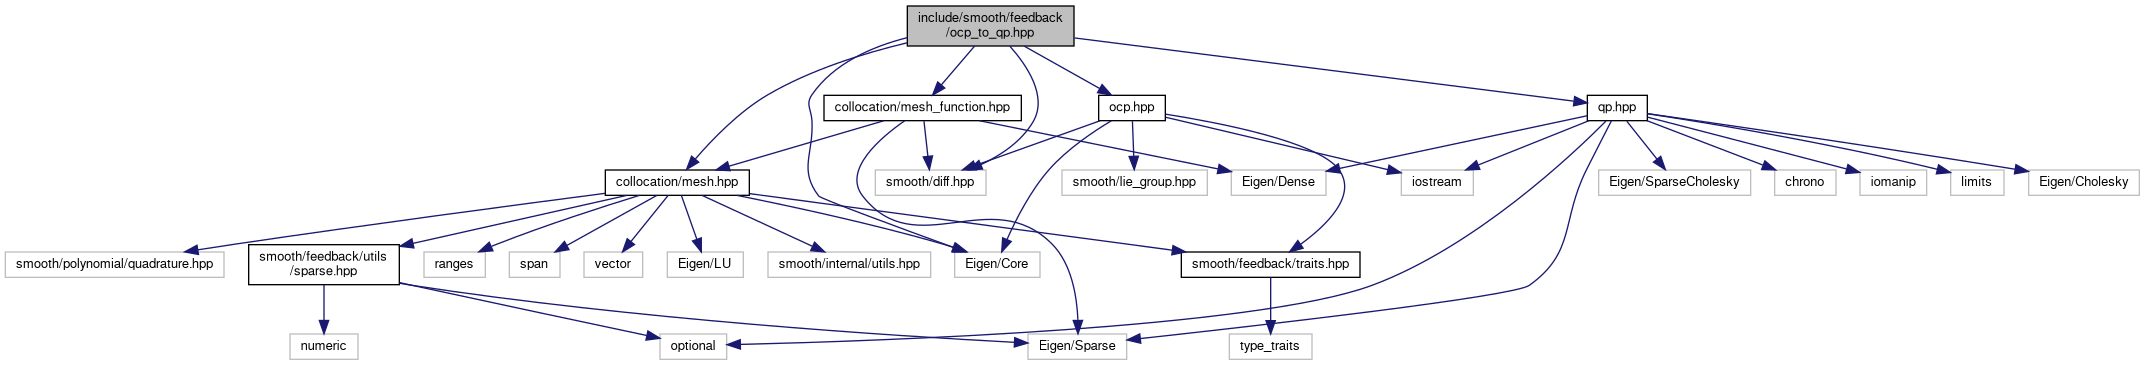 include/smooth/feedback
/ocp_to_qp.hpp
collocation/mesh_function.hpp
ocp.hpp
qp.hpp
collocation/mesh.hpp
smooth/diff.hpp
smooth/lie_group.hpp
Eigen/Dense
iostream
Eigen/SparseCholesky
chrono
iomanip
limits
Eigen/Cholesky
smooth/polynomial/quadrature.hpp
smooth/feedback/utils
/sparse.hpp
ranges
span
vector
Eigen/LU
smooth/internal/utils.hpp
Eigen/Core
smooth/feedback/traits.hpp
numeric
optional
Eigen/Sparse
type_traits